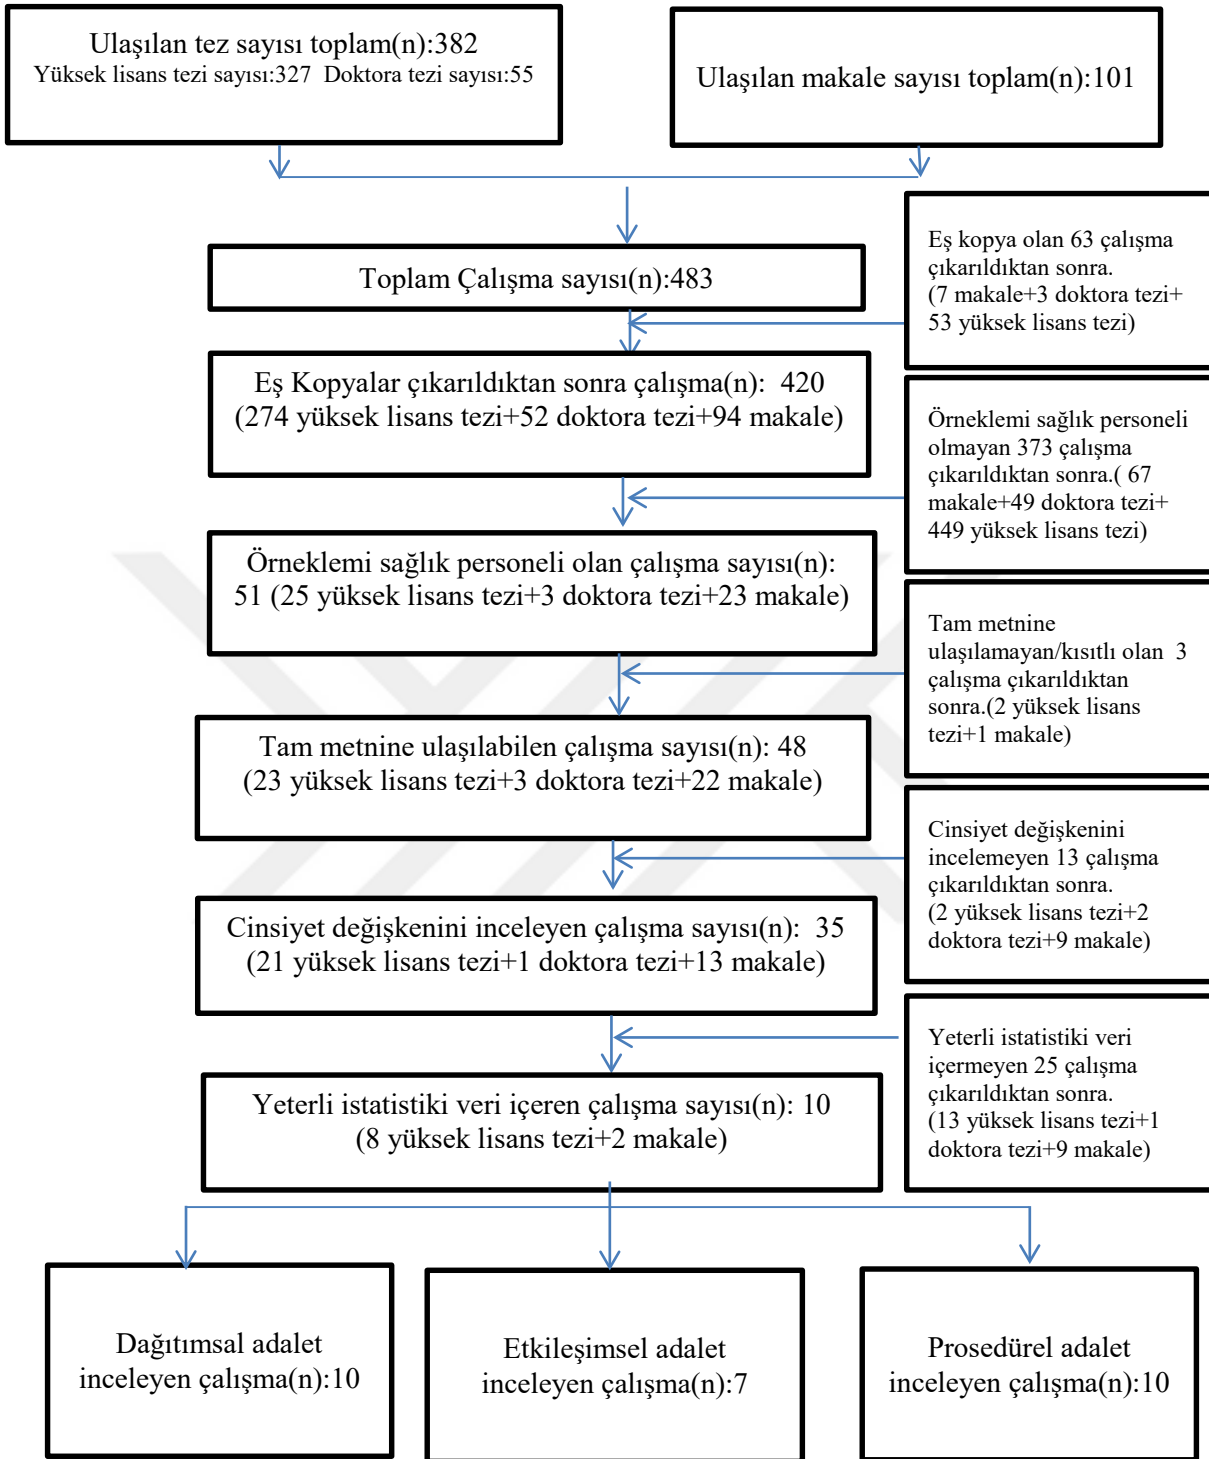 Ulaşılan tez sayısı toplam(n):382
Yüksek lisans tezi sayısı:327 Doktora tezi sayısı:55
Ulaşılan makale sayısı toplam(n):101
Toplam Çalışma sayısı(n):483
Eş kopya olan 63 çalışma
çıkarıldıktan sonra.
(7 makale+3 doktora tezi+
53 yüksek lisans tezi)
Eş Kopyalar çıkarıldıktan sonra çalışma(n): 420
(274 yüksek lisans tezi+52 doktora tezi+94 makale)
Örneklemi sağlık personeli
olmayan 373 çalışma
çıkarıldıktan sonra.( 67
makale+49 doktora tezi+
449 yüksek lisans tezi)
Örneklemi sağlık personeli olan çalışma sayısı(n):
51 (25 yüksek lisans tezi+3 doktora tezi+23 makale)
Tam metnine
ulaşılamayan/kısıtlı olan 3
çalışma çıkarıldıktan
sonra.(2 yüksek lisans
tezi+1 makale)
Tam metnine ulaşılabilen çalışma sayısı(n): 48
(23 yüksek lisans tezi+3 doktora tezi+22 makale)
Cinsiyet değişkenini
incelemeyen 13 çalışma
çıkarıldıktan sonra.
(2 yüksek lisans tezi+2
doktora tezi+9 makale)
Cinsiyet değişkenini inceleyen çalışma sayısı(n): 35
(21 yüksek lisans tezi+1 doktora tezi+13 makale)
Yeterli istatistiki veri
içermeyen 25 çalışma
çıkarıldıktan sonra.
(13 yüksek lisans tezi+1
doktora tezi+9 makale)
Yeterli istatistiki veri içeren çalışma sayısı(n): 10
(8 yüksek lisans tezi+2 makale)
Dağıtımsal adalet
inceleyen çalışma(n):10
Etkileşimsel adalet
inceleyen çalışma(n):7
Prosedürel adalet
inceleyen çalışma(n):10